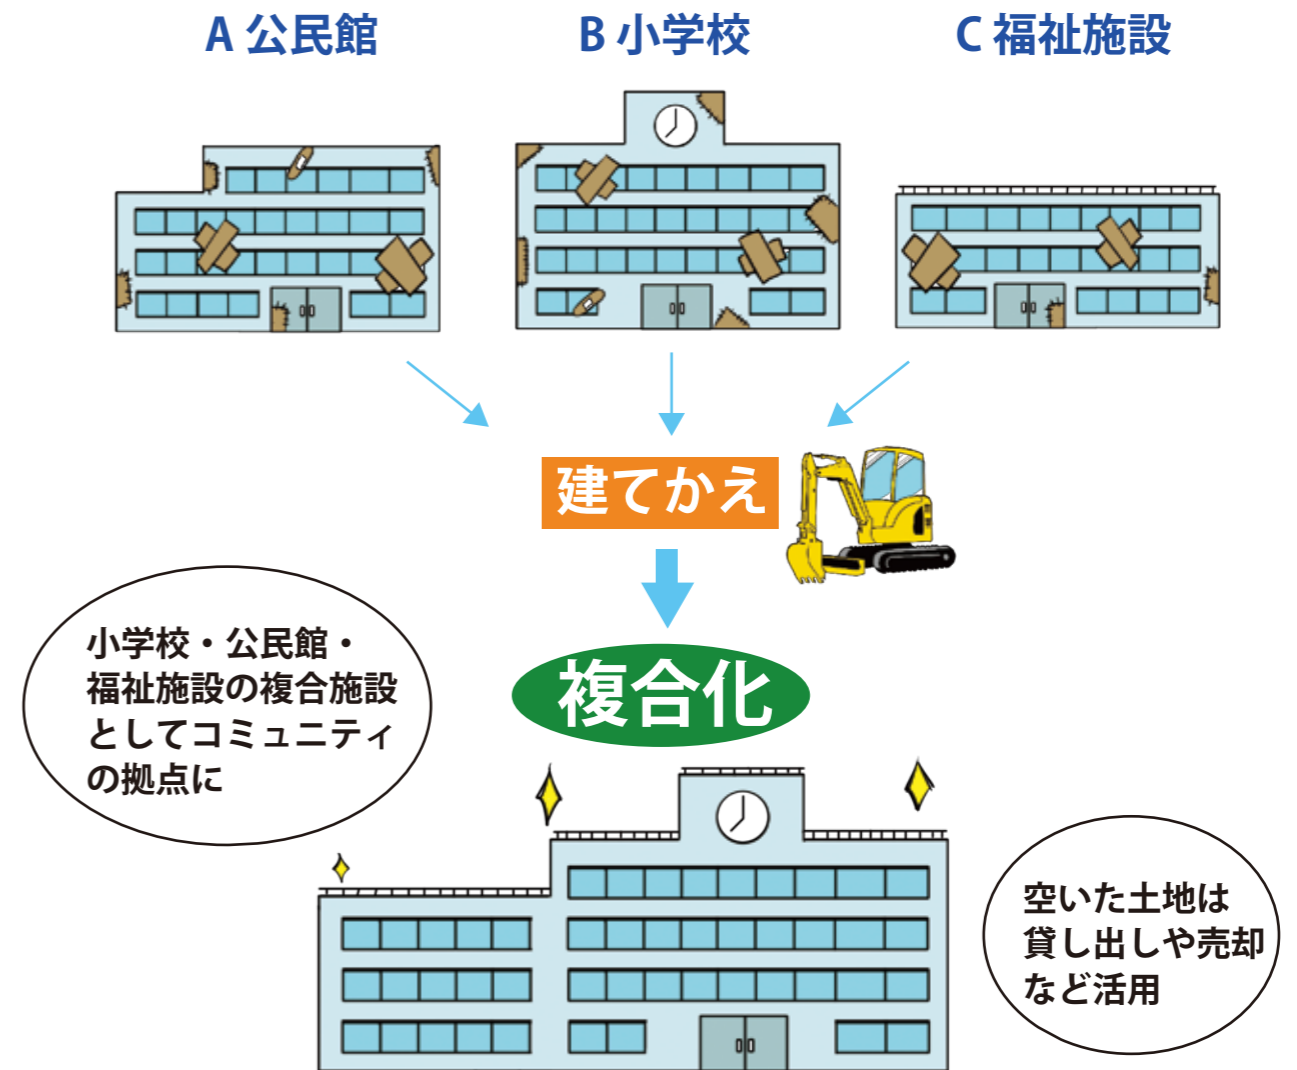 A 公民館
B 小学校
C 福祉施設
建てかえ
複合化
小学校・公民館・
福祉施設の複合施設
としてコミュニティ
の拠点に
空いた土地は
貸し出しや売却
など活用